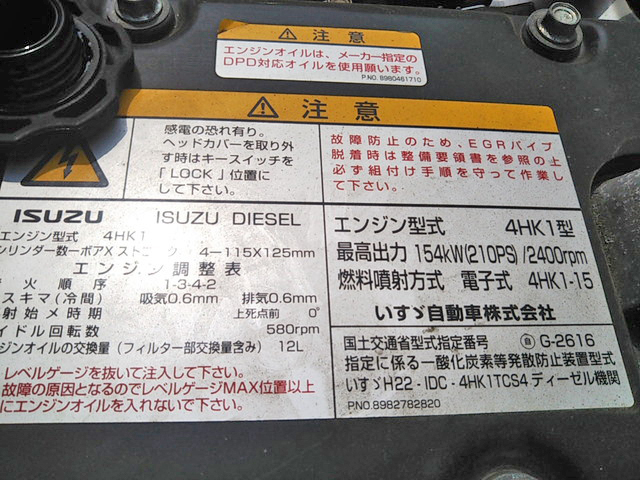 注意
エンジンオイルは、メーカー指定の
DPD対応オイルを使用願います。
P.NO. 8980461710
注意
感電の恐れ有り。
ヘッドカバーを取り外
す時はキースイッチを
「LOCK」位置に
して下さい。
故障防止のため、EGRパイプ
脱着時は整備要領書を参照の上
必ず組付け手順を守って作業し
て下さい。
ISUZU ISUZU DIESEL
エンジン型式 4HK1
シリンダー数ーボアX スト 4-115X125mm
エンジン調整表
火順序 1-3-4-2
スキマ(冷間) 吸気0.6mm 排気0.6mm
射始メ時期 上死点前 0°
イドル回転数 580rpm
ジンオイルの交換量(フィルター部交換量含み) 12L
レベルゲージを抜いて注入して下さい。
故障の原因となるのでレベルゲージMAX位置以上
にエンジンオイルを入れないで下さい。
エンジン型式 4HK1型
最高出力 154kW(210PS)/2400rpm
燃料噴射方式 電子式 4HK1-15
いすゞ自動車株式会社
国土交通省型式指定番号 自 G-2616
指定に係る一酸化炭素等発散防止装置型式
いすゞH22・IDC・4HK1TCS4 ディーゼル機関
P.NO.8982782820